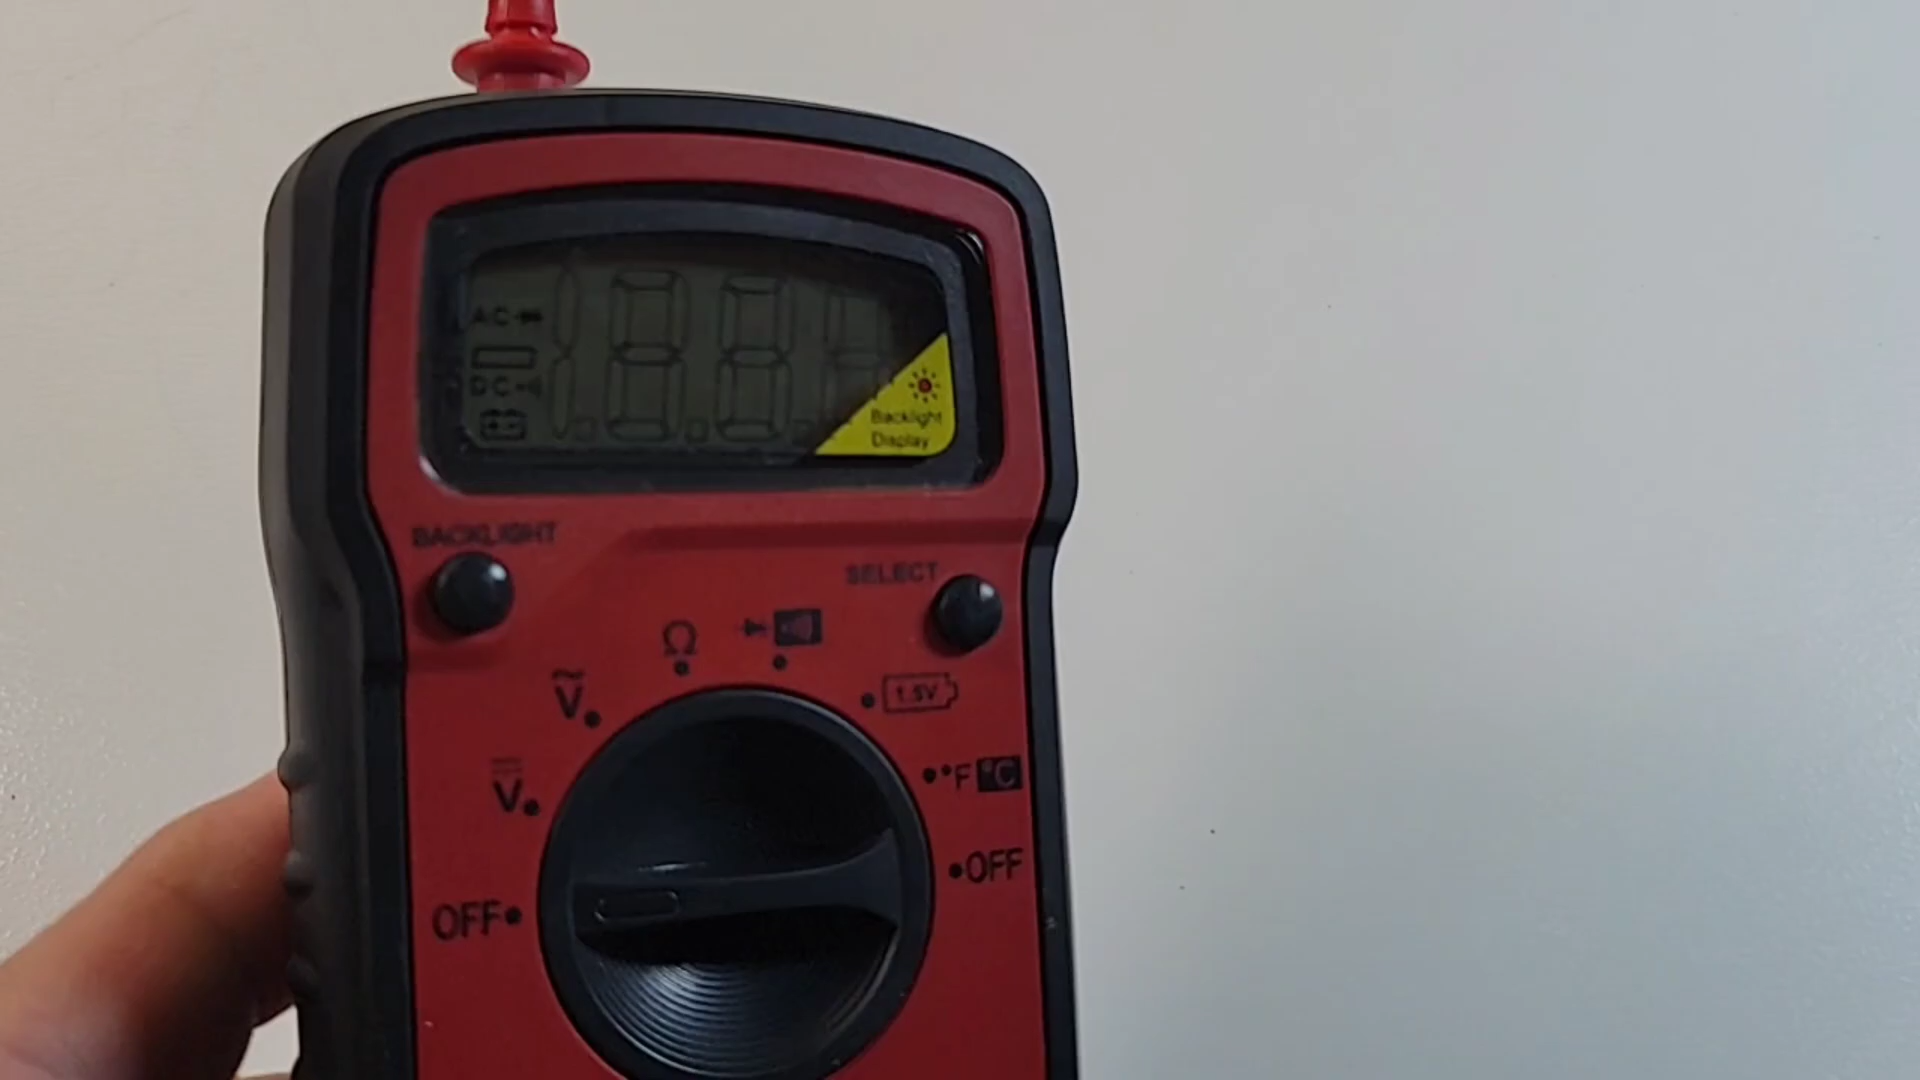 AC
DC
Backlight
Display
BACKLIGHT
SELECT
Ω
V
1.5V
V
°F °C
OFF
OFF